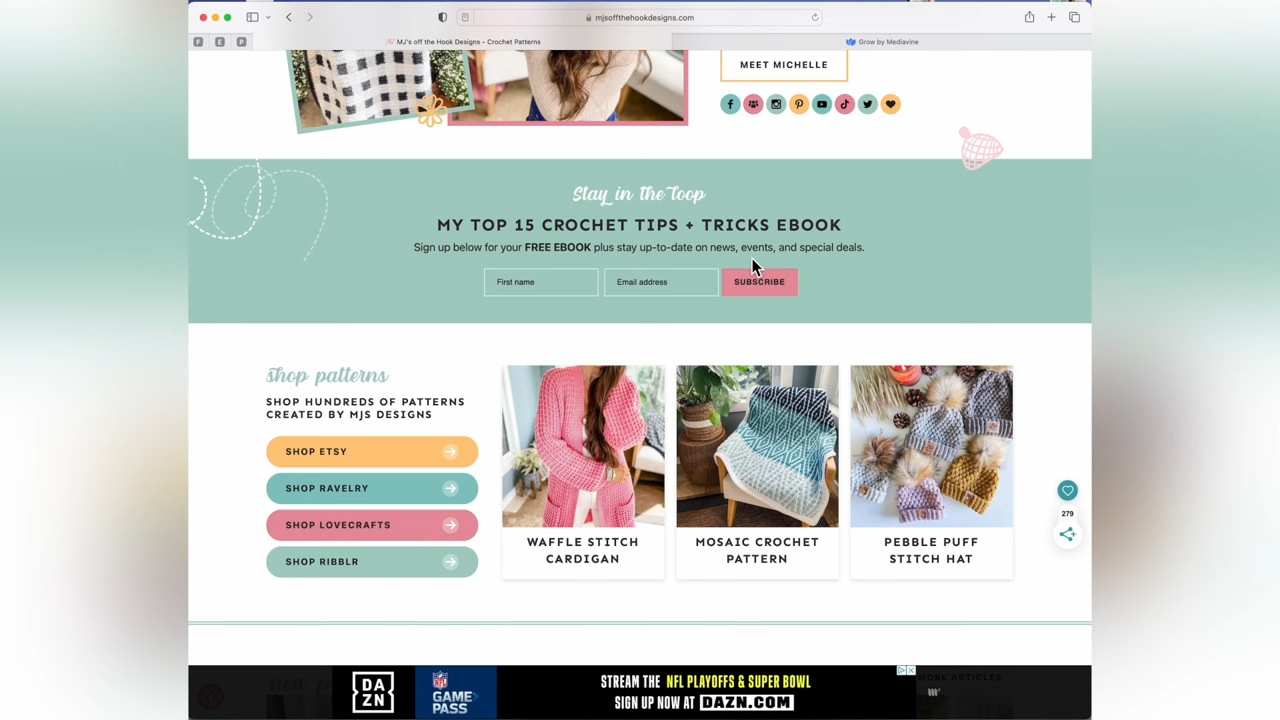 mjsoffthehookdesigns.com
F E P
MJ's off the Hook Designs - Crochet Patterns
Grow by Mediavine
MEET MICHELLE
Stay in the loop
MY TOP 15 CROCHET TIPS + TRICKS EBOOK
Sign up below for your FREE EBOOK plus stay up-to-date on news, events, and special deals.
First name
Email address
SUBSCRIBE
shop patterns
SHOP HUNDREDS OF PATTERNS
CREATED BY MJS DESIGNS
SHOP ETSY
SHOP RAVELRY
SHOP LOVECRAFTS
SHOP RIBBLR
WAFFLE STITCH
CARDIGAN
MOSAIC CROCHET
PATTERN
PEBBLE PUFF
STITCH HAT
279
DAZN
NFL
GAME
PASS
STREAM THE NFL PLAYOFFS & SUPER BOWL
SIGN UP NOW AT DAZN.COM
MORE ARTICLES